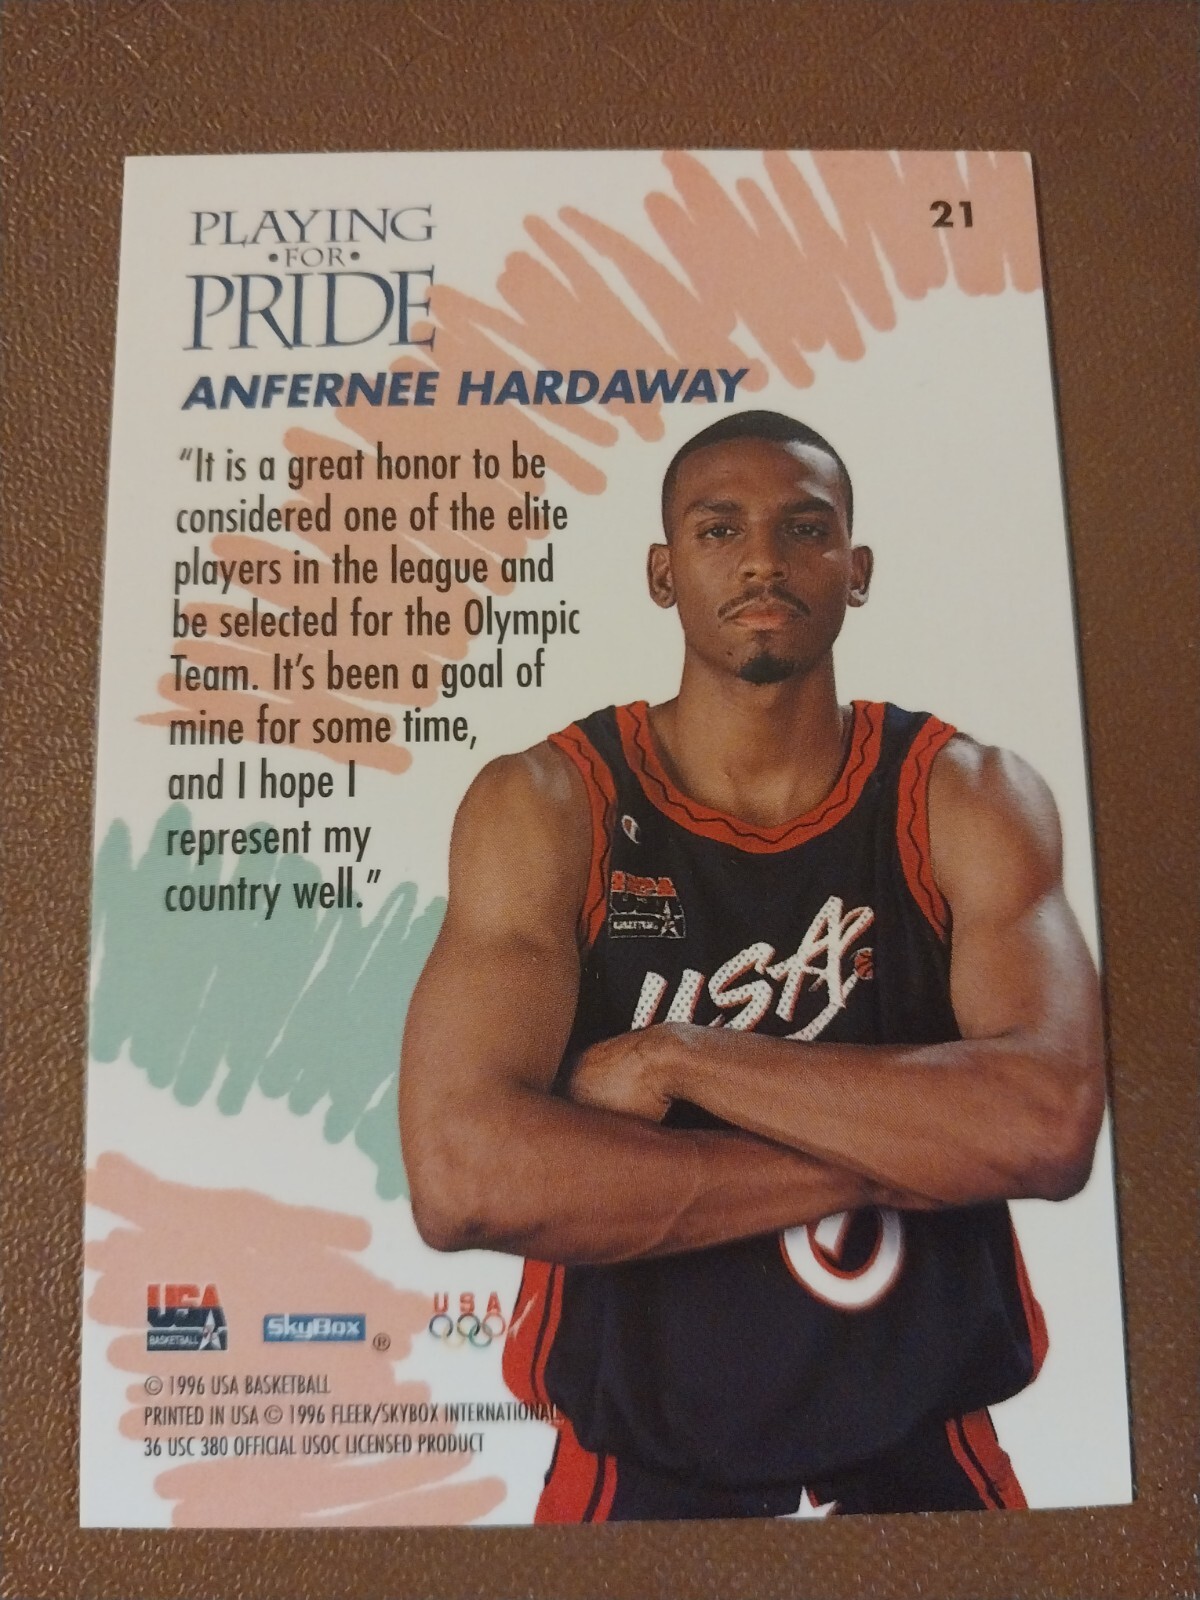 PLAYING
•FOR•
PRIDE
21
ANFERNEE HARDAWAY
“It is a great honor to be
considered one of the elite
players in the league and
be selected for the Olympic
Team. It’s been a goal of
mine for some time,
and I hope I
represent my
country well.”
USA
BASKETBALL
USA
USA
BASKETBALL
SkyBox
®
USA
© 1996 USA BASKETBALL
PRINTED IN USA © 1996 FLEER/SKYBOX INTERNATIONAL
36 USC 380 OFFICIAL USOC LICENSED PRODUCT